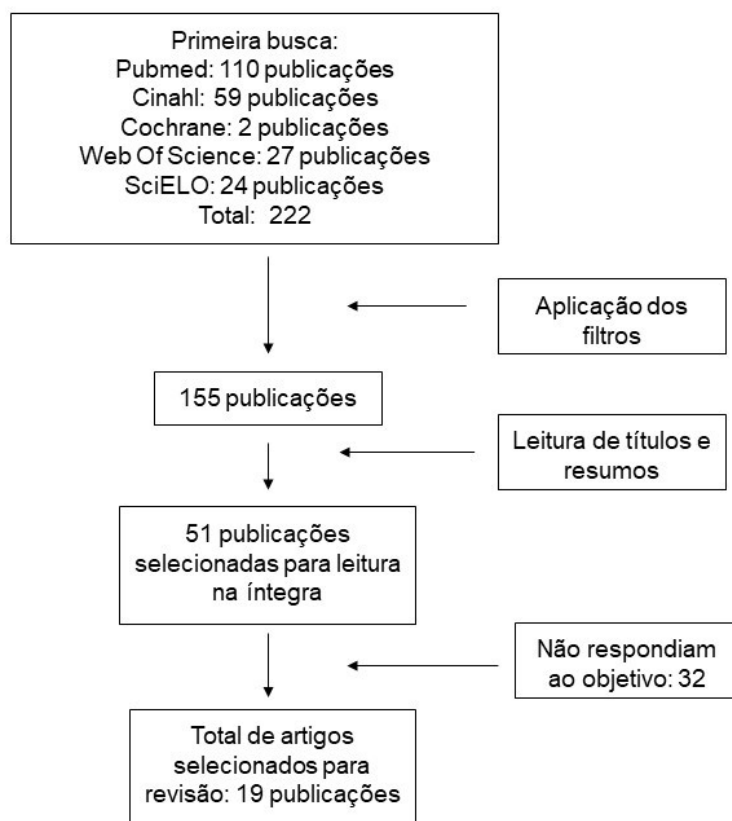 Primeira busca:
Pubmed: 110 publicações
Cinahl: 59 publicações
Cochrane: 2 publicações
Web Of Science: 27 publicações
SciELO: 24 publicações
Total: 222
Aplicação dos
filtros
155 publicações
Leitura de títulos e
resumos
51 publicações
selecionadas para leitura
na íntegra
Não respondiam
ao objetivo: 32
Total de artigos
selecionados para
revisão: 19 publicações